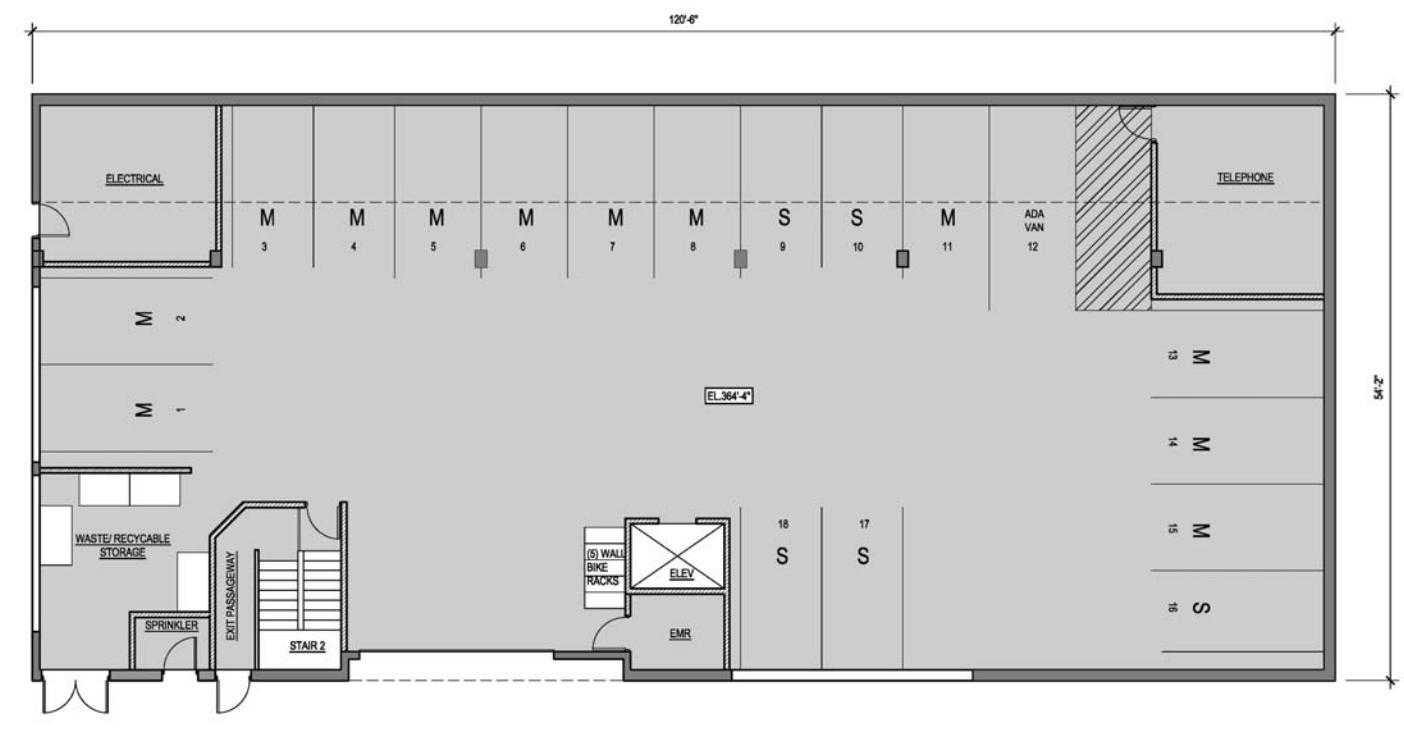 120'-6"
ELECTRICAL
TELEPHONE
M
3
M
4
M
5
M
6
M
7
M
8
S
9
S
10
M
11
ADA
VAN
12
M
2
M
1
EL.364'-4"
54'-2"
13
M
14
M
15
M
16
S
18
S
17
S
WASTE/ RECYCABLE
STORAGE
SPRINKLER
EXIT PASSAGEWAY
STAIR 2
(5) WALL
BIKE
RACKS
ELEV
EMR